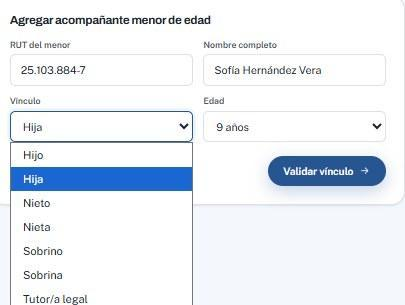 Agregar acompañante menor de edad
RUT del menor
Nombre completo
25.103.884-7
Sofía Hernández Vera
Vínculo
Edad
Hija
9 años
Hijo
Hija
Nieto
Nieta
Sobrino
Sobrina
Tutor/a legal
Validar vínculo →